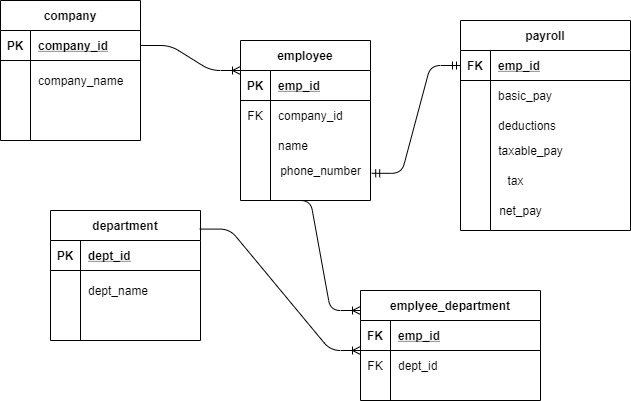 company
PK company_id
company_name
employee
PK emp_id
FK company_id
name
phone_number
payroll
FK emp_id
basic_pay
deductions
taxable_pay
tax
net_pay
department
PK dept_id
dept_name
emplyee_department
FK emp_id
FK dept_id